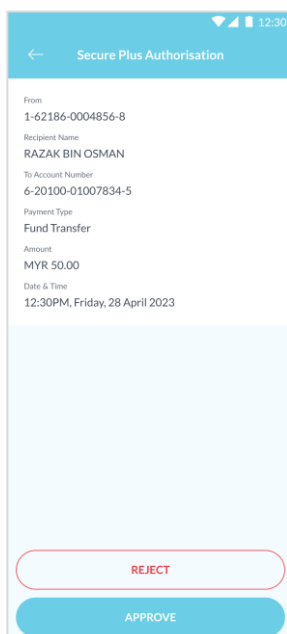 12:30
Secure Plus Authorisation
From
1-62186-0004856-8
Recipient Name
RAZAK BIN OSMAN
To Account Number
6-20100-01007834-5
Payment Type
Fund Transfer
Amount
MYR 50.00
Date & Time
12:30PM, Friday, 28 April 2023
REJECT
APPROVE